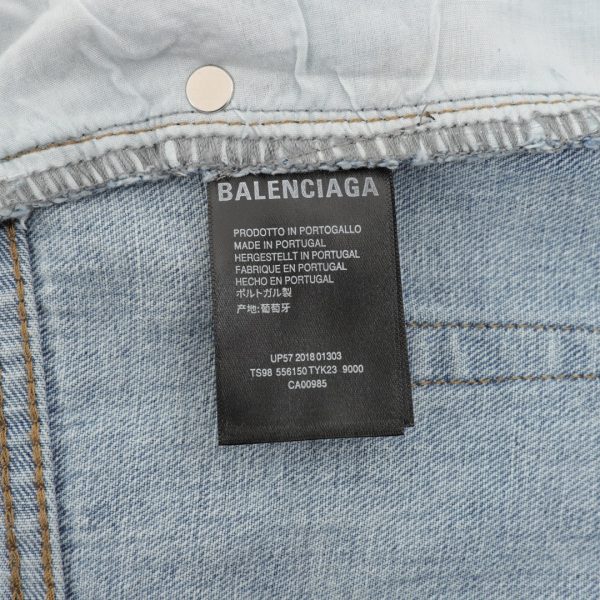 BALENCIAGA
PRODOTTO IN PORTOGALLO
MADE IN PORTUGAL
HERGESTELLT IN PORTUGAL
FABRIQUE EN PORTUGAL
HECHO EN PORTUGAL
ポルトガル製
产地:葡萄牙
UP57 2018 01303
TS98 556150 TYK23 9000
CA00985